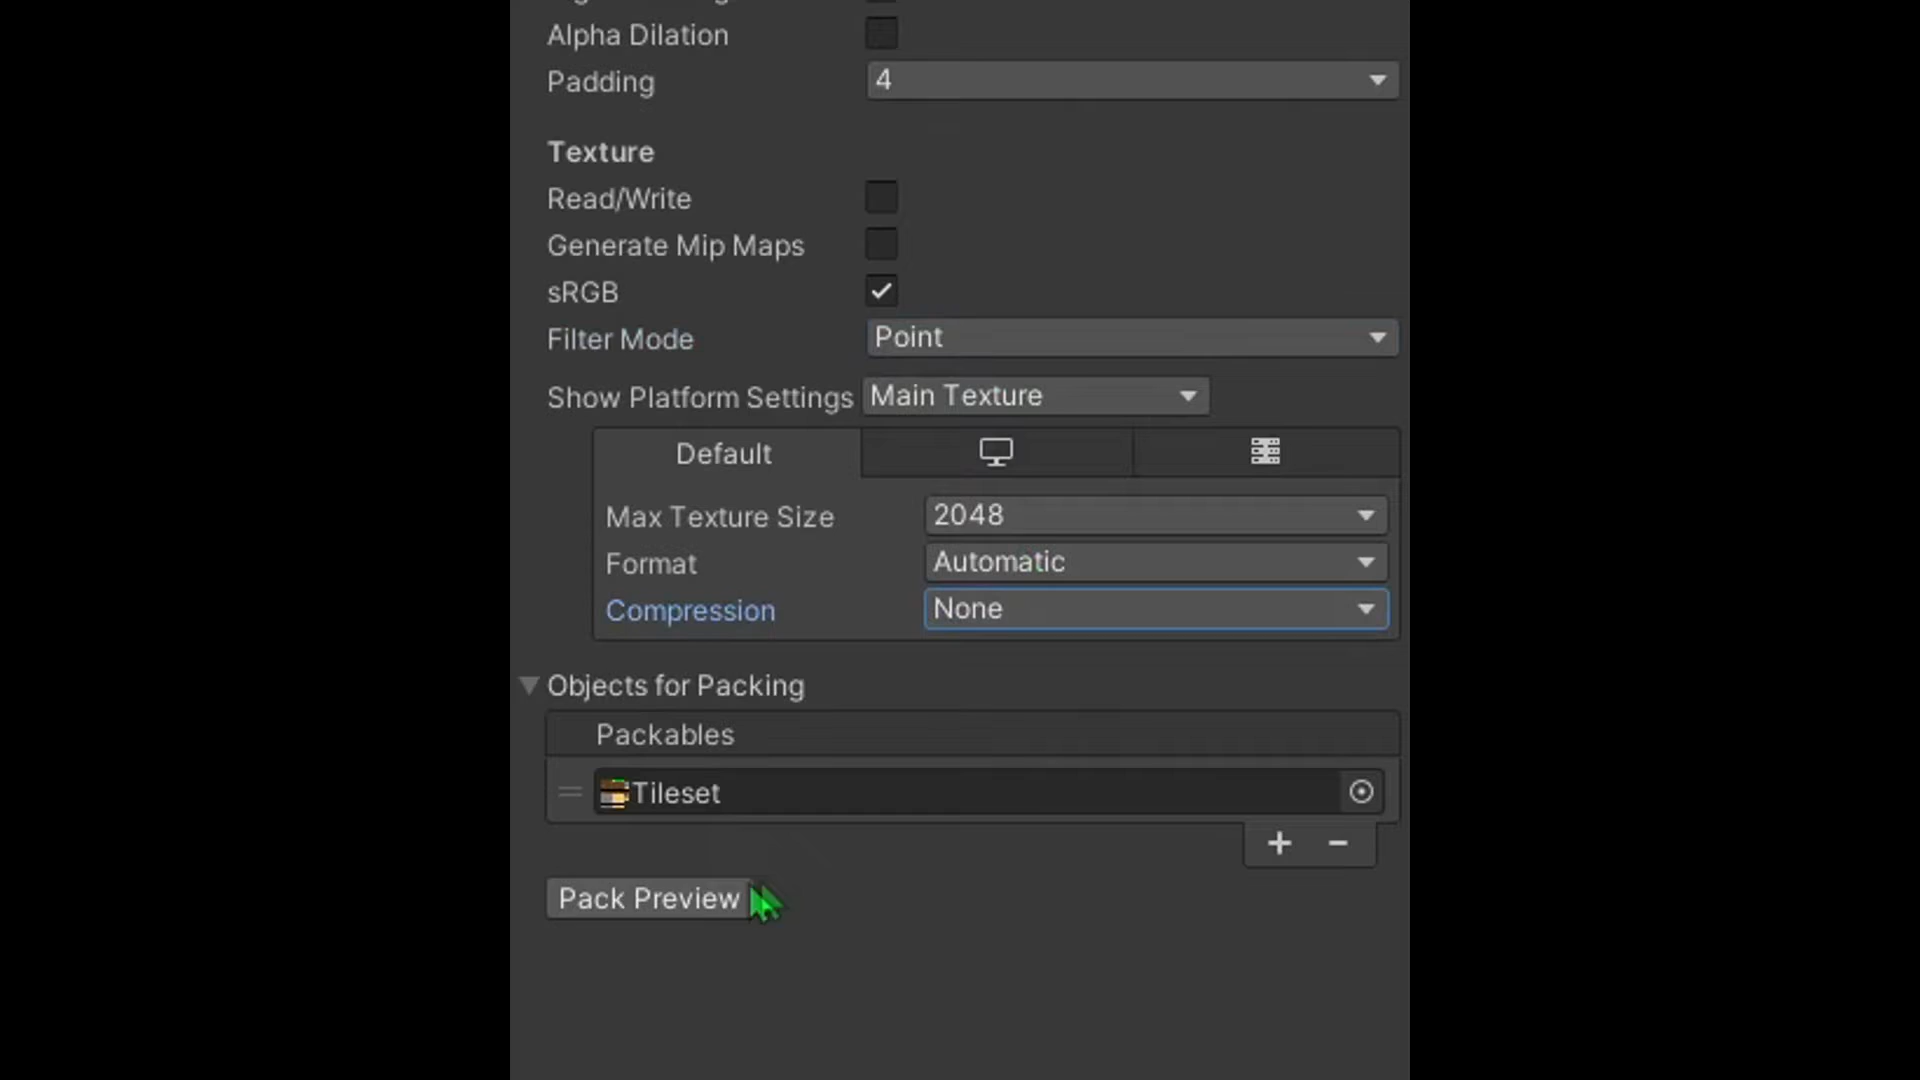 Alpha Dilation
Padding 4
Texture
Read/Write
Generate Mip Maps
sRGB
Filter Mode Point
Show Platform Settings Main Texture
Default
Max Texture Size 2048
Format Automatic
Compression None
Objects for Packing
Packables
Tileset
Pack Preview